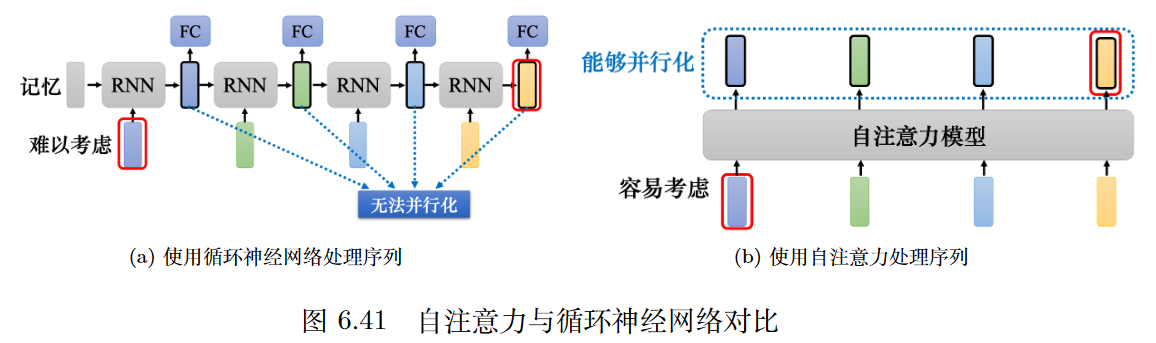 FC FC FC FC
记忆 RNN RNN RNN RNN
难以考虑
无法并行化
(a) 使用循环神经网络处理序列
能够并行化
自注意力模型
容易考虑
(b) 使用自注意力处理序列
图 6.41 自注意力与循环神经网络对比